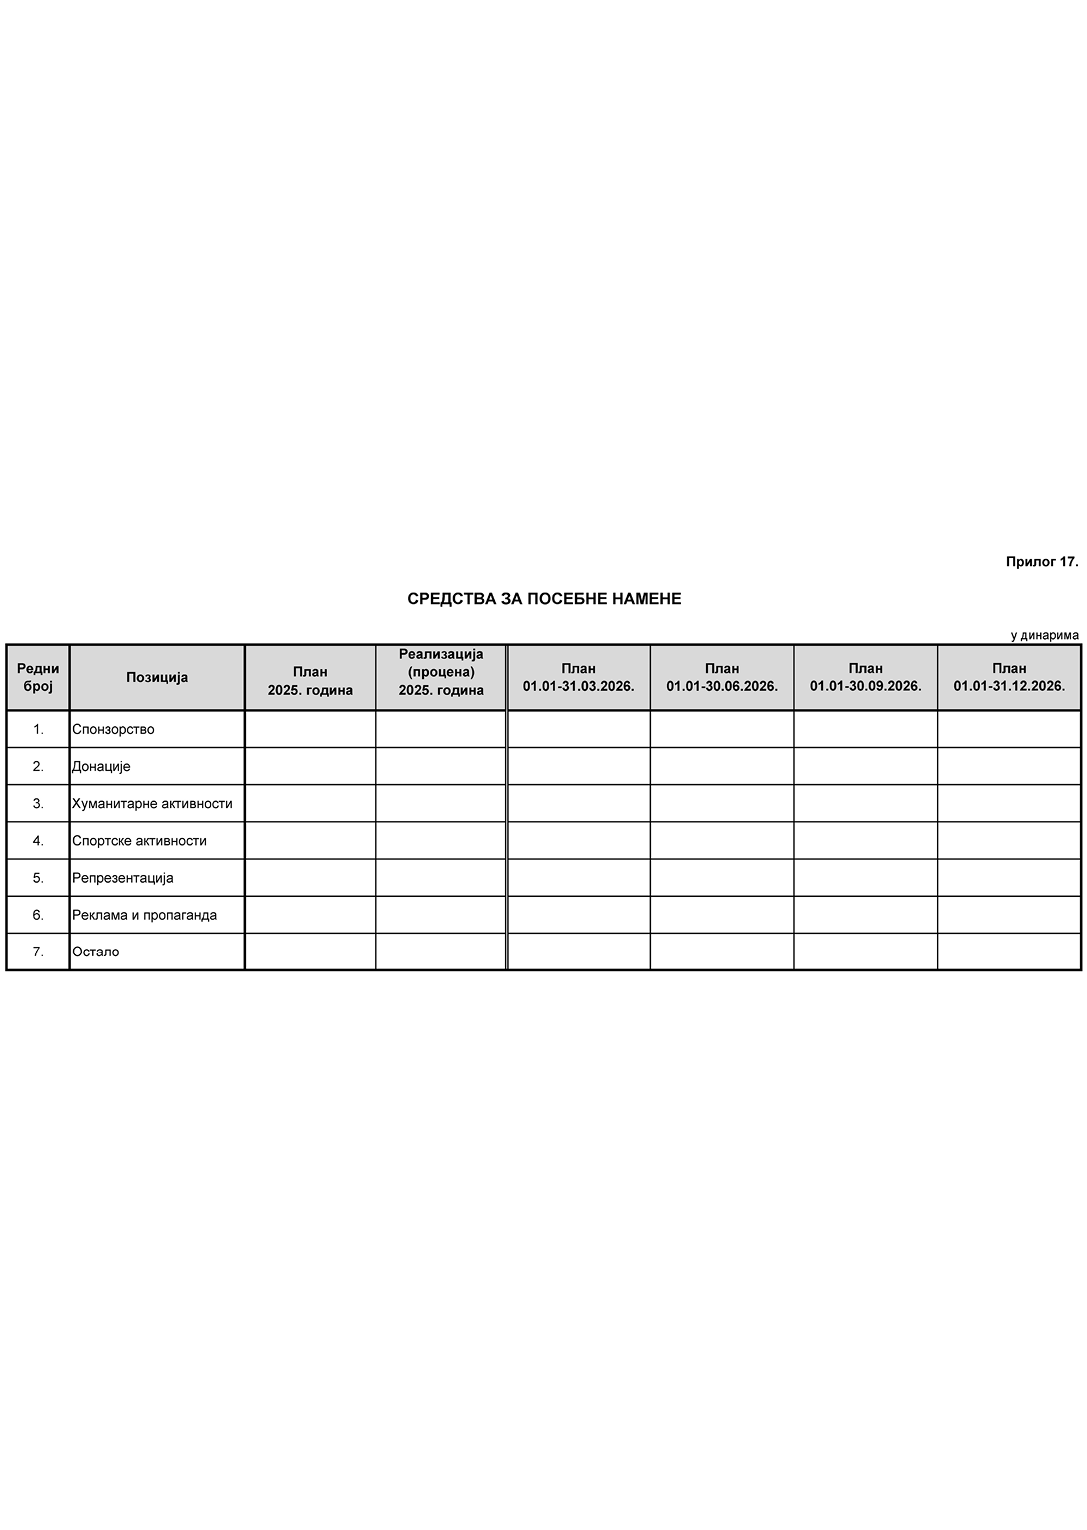 Прилог 17.
СРЕДСТВА ЗА ПОСЕБНЕ НАМЕНЕ
у динарима
Редни број
Позиција
План 2025. година
Реализација (процена) 2025. година
План 01.01-31.03.2026.
План 01.01-30.06.2026.
План 01.01-30.09.2026.
План 01.01-31.12.2026.
1. Спонзорство
2. Донације
3. Хуманитарне активности
4. Спортске активности
5. Репрезентација
6. Реклама и пропаганда
7. Остало